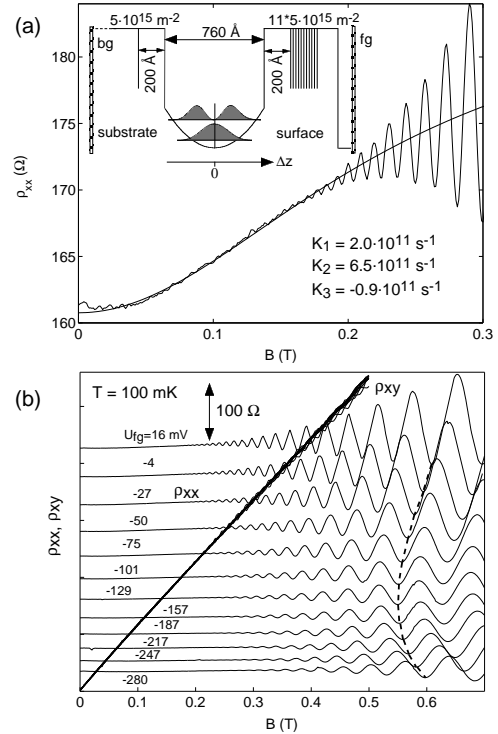 (a)
5·10¹⁵ m⁻²
11*5·10¹⁵ m⁻²
760 Å
bg
fg
200 Å
200 Å
substrate
surface
0
Δz
185
180
175
170
165
160
ρxx (Ω)
K₁ = 2.0·10¹¹ s⁻¹
K₂ = 6.5·10¹¹ s⁻¹
K₃ = -0.9·10¹¹ s⁻¹
0 0.1 0.2 0.3
B (T)
(b)
T = 100 mK
100 Ω
ρxy
Ufg=16 mV
-4
ρxx
-27
-50
-75
-101
-129
-157
-187
-217
-247
-280
ρxx, ρxy
0 0.1 0.2 0.3 0.4 0.5 0.6
B (T)